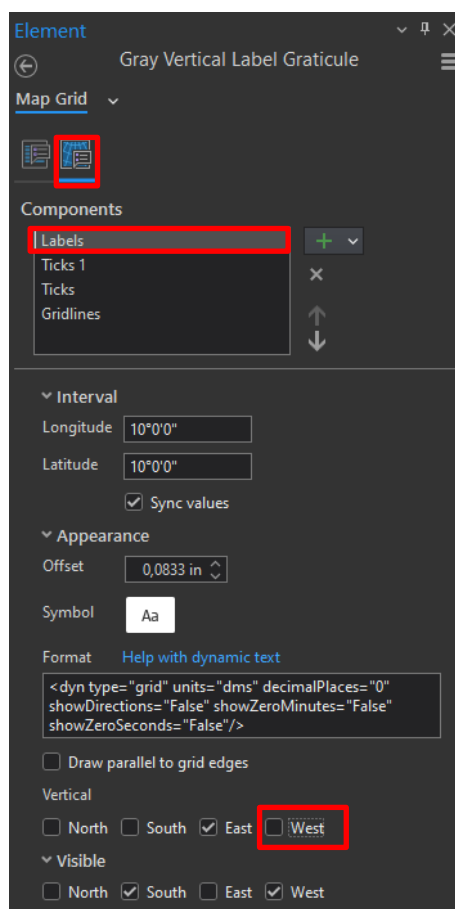 Element
Gray Vertical Label Graticule
Map Grid
Components
Labels
Ticks 1
Ticks
Gridlines
Interval
Longitude 10°0'0"
Latitude 10°0'0"
Sync values
Appearance
Offset 0,0833 in
Symbol Aa
Format Help with dynamic text
<dyn type="grid" units="dms" decimalPlaces="0"
showDirections="False" showZeroMinutes="False"
showZeroSeconds="False"/>
Draw parallel to grid edges
Vertical
North South East West
Visible
North South East West